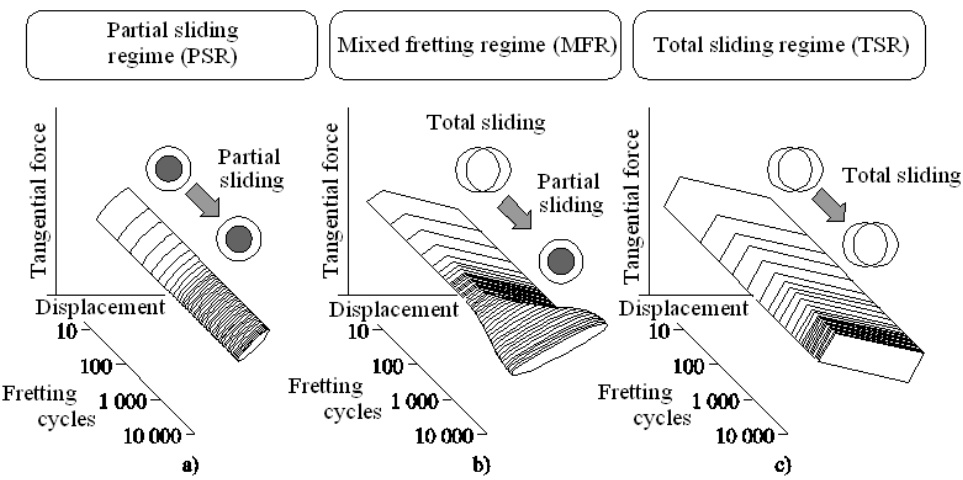 Partial sliding
regime (PSR)
Mixed fretting regime (MFR)
Total sliding regime (TSR)
Tangential force
Partial
sliding
Displacement
10
100
Fretting
cycles
1 000
10 000
a)
Tangential force
Total sliding
Partial
sliding
Displacement
10
100
Fretting
cycles
1 000
10 000
b)
Tangential force
Total sliding
Displacement
10
100
Fretting
cycles
1 000
10 000
c)